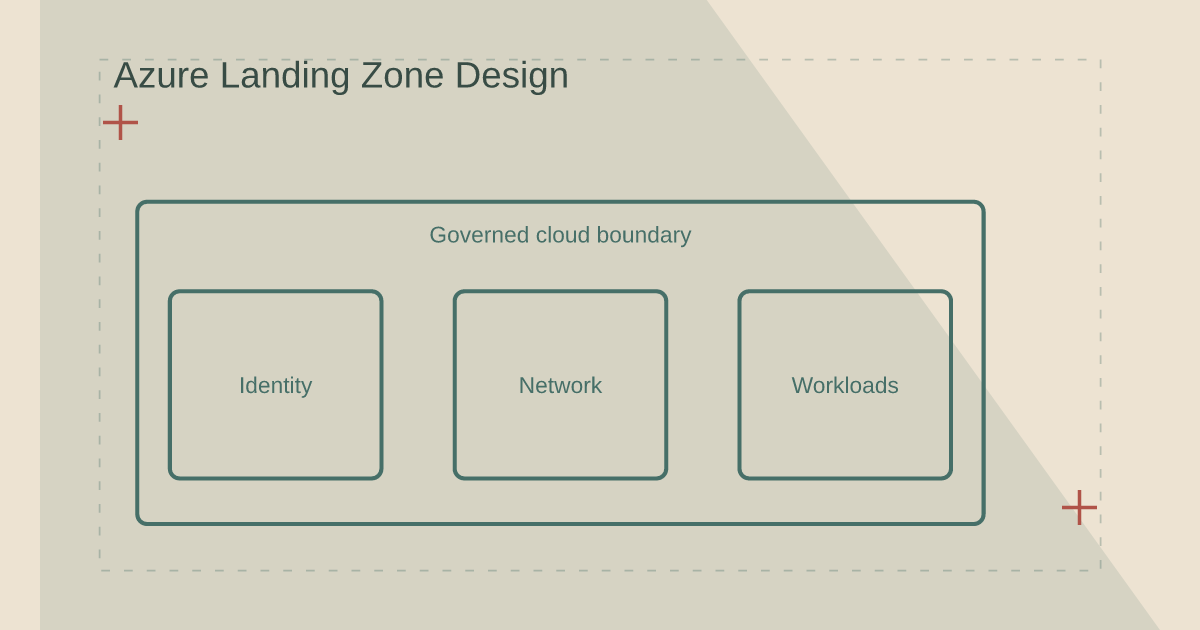 Azure Landing Zone Design
Governed cloud boundary
Identity
Network
Workloads